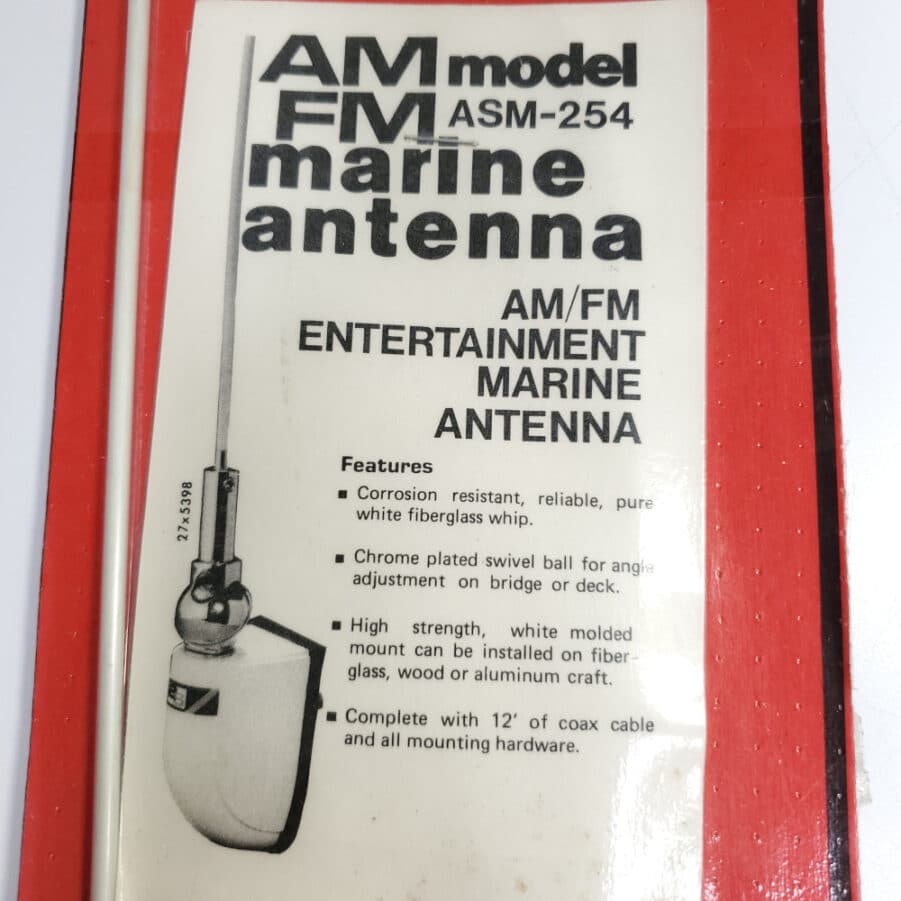 AM model
FM ASM-254
marine
antenna
AM/FM
ENTERTAINMENT
MARINE
ANTENNA
Features
■ Corrosion resistant, reliable, pure
white fiberglass whip.
■ Chrome plated swivel ball for angle
adjustment on bridge or deck.
■ High strength, white molded
mount can be installed on fiber-
glass, wood or aluminum craft.
■ Complete with 12' of coax cable
and all mounting hardware.
27x5398